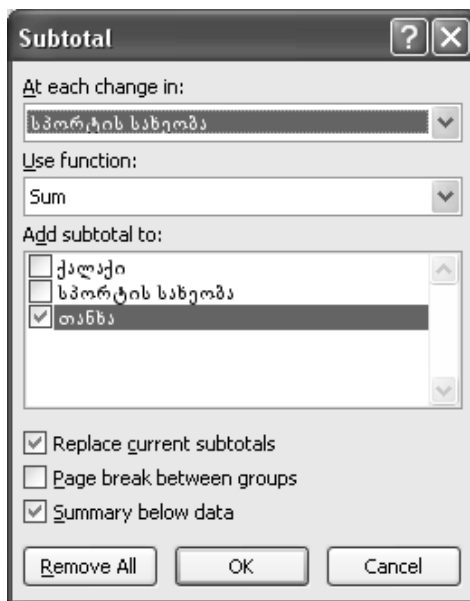 Subtotal
At each change in:
სპორტის სახეობა
Use function:
Sum
Add subtotal to:
ქალაქი
სპორტის სახეობა
თანხა
Replace current subtotals
Page break between groups
Summary below data
Remove All OK Cancel